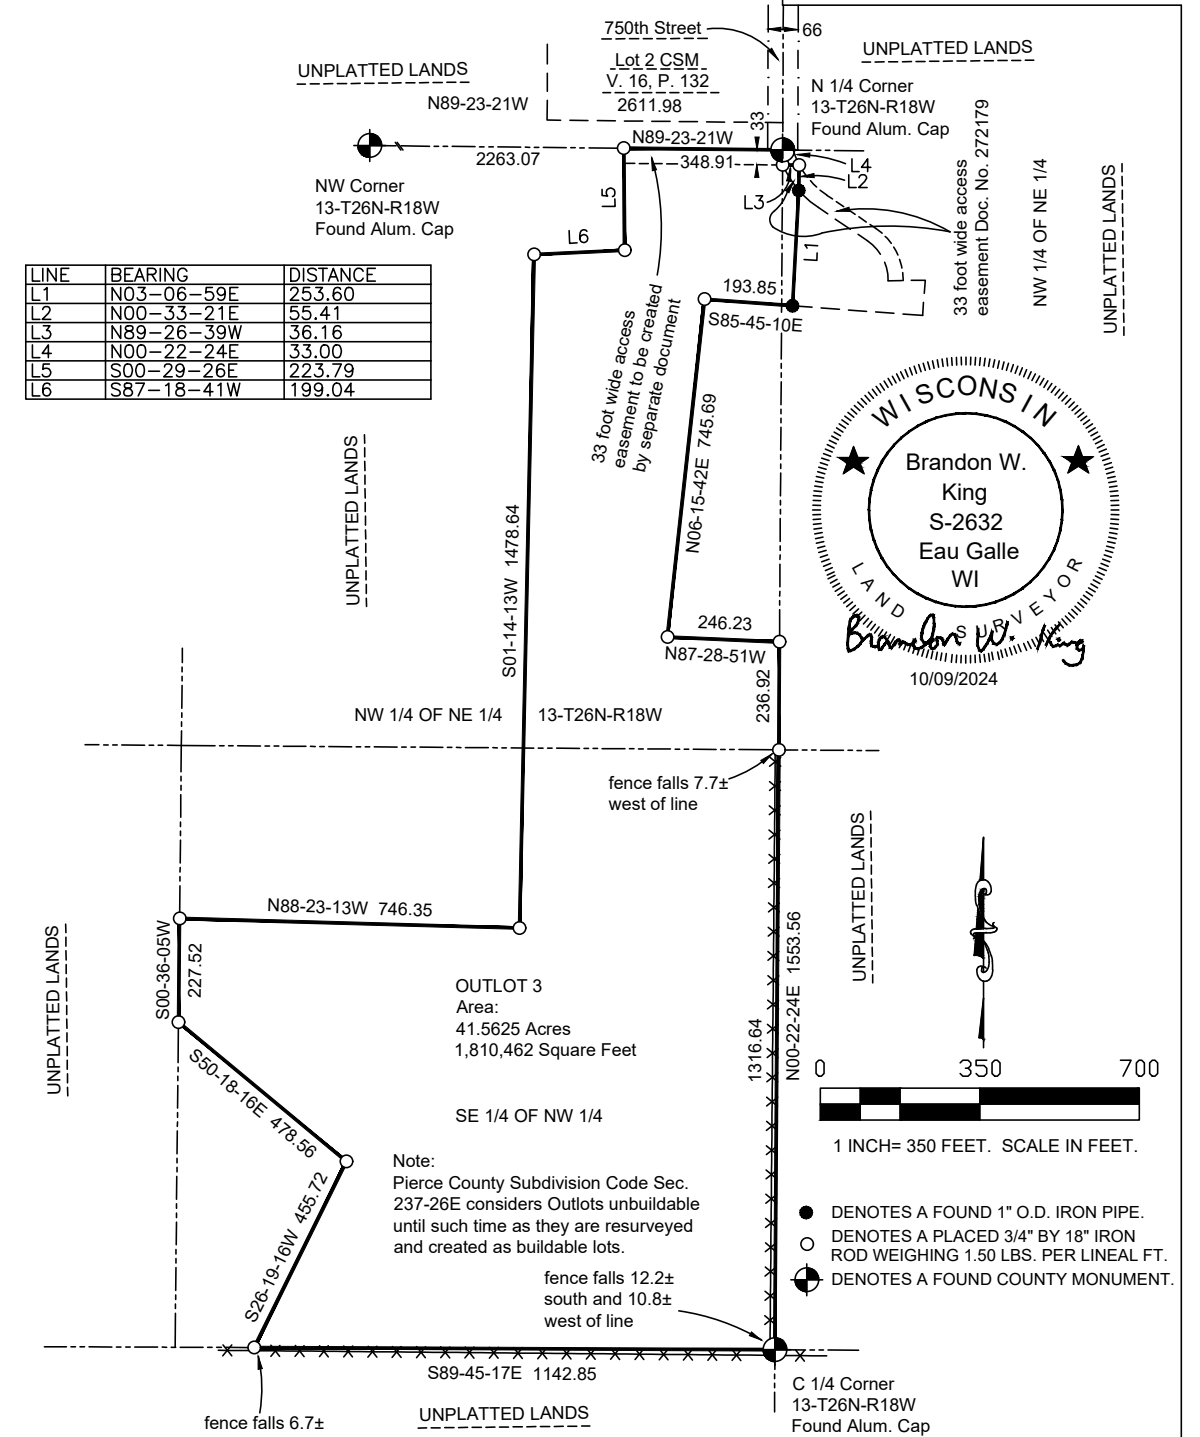 750th Street
66
UNPLATTED LANDS
UNPLATTED LANDS
Lot 2 CSM
V. 16, P. 132
2611.98
N89-23-21W
N 1/4 Corner
13-T26N-R18W
Found Alum. Cap
33
N89-23-21W
2263.07
348.91
L4
L2
L3
L5
L6
L1
NW Corner
13-T26N-R18W
Found Alum. Cap
33 foot wide access
easement Doc. No. 272179
NW 1/4 OF NE 1/4
UNPLATTED LANDS
LINE BEARING DISTANCE
L1 N03-06-59E 253.60
L2 N00-33-21E 55.41
L3 N89-26-39W 36.16
L4 N00-22-24E 33.00
L5 S00-29-26E 223.79
L6 S87-18-41W 199.04
193.85
S85-45-10E
33 foot wide access
easement to be created
by separate document
WISCONSIN
Brandon W.
King
S-2632
Eau Galle
WI
LAND SURVEYOR
Brandon W. King
10/09/2024
UNPLATTED LANDS
S01-14-13W 1478.64
N06-15-42E 745.69
246.23
N87-28-51W
236.92
NW 1/4 OF NE 1/4 13-T26N-R18W
fence falls 7.7±
west of line
UNPLATTED LANDS
N88-23-13W 746.35
S00-36-05W
227.52
UNPLATTED LANDS
OUTLOT 3
Area:
41.5625 Acres
1,810,462 Square Feet
S50-18-16E 478.56
1316.64
N00-22-24E 1553.56
0 350 700
1 INCH= 350 FEET. SCALE IN FEET.
SE 1/4 OF NW 1/4
Note:
Pierce County Subdivision Code Sec.
237-26E considers Outlots unbuildable
until such time as they are resurveyed
and created as buildable lots.
S26-19-16W 455.72
DENOTES A FOUND 1" O.D. IRON PIPE.
DENOTES A PLACED 3/4" BY 18" IRON
ROD WEIGHING 1.50 LBS. PER LINEAL FT.
DENOTES A FOUND COUNTY MONUMENT.
fence falls 12.2±
south and 10.8±
west of line
S89-45-17E 1142.85
C 1/4 Corner
13-T26N-R18W
Found Alum. Cap
fence falls 6.7±
UNPLATTED LANDS